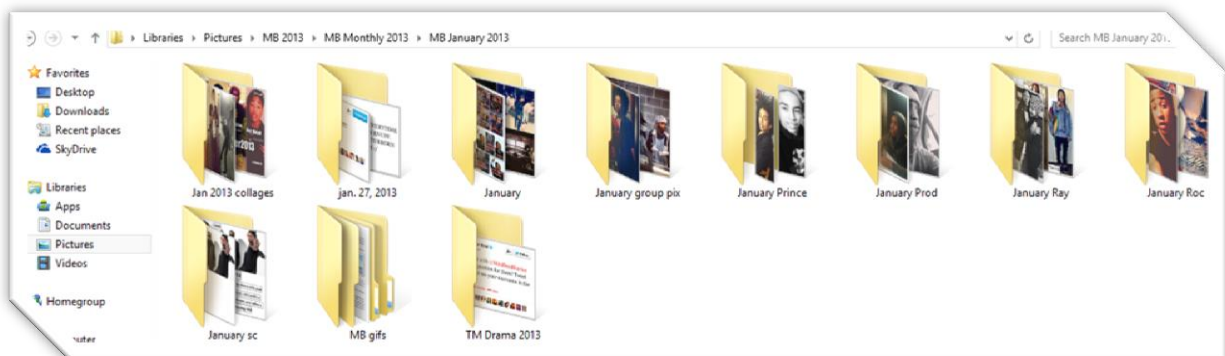 Libraries ▸ Pictures ▸ MB 2013 ▸ MB Monthly 2013 ▸ MB January 2013
Search MB January 201
Favorites
Desktop
Downloads
Recent places
SkyDrive
Libraries
Apps
Documents
Pictures
Videos
Homegroup
Jan 2013 collages
jan. 27, 2013
January
January group pix
January Prince
January Prod
January Ray
January Roc
January sc
MB gifs
TM Drama 2013